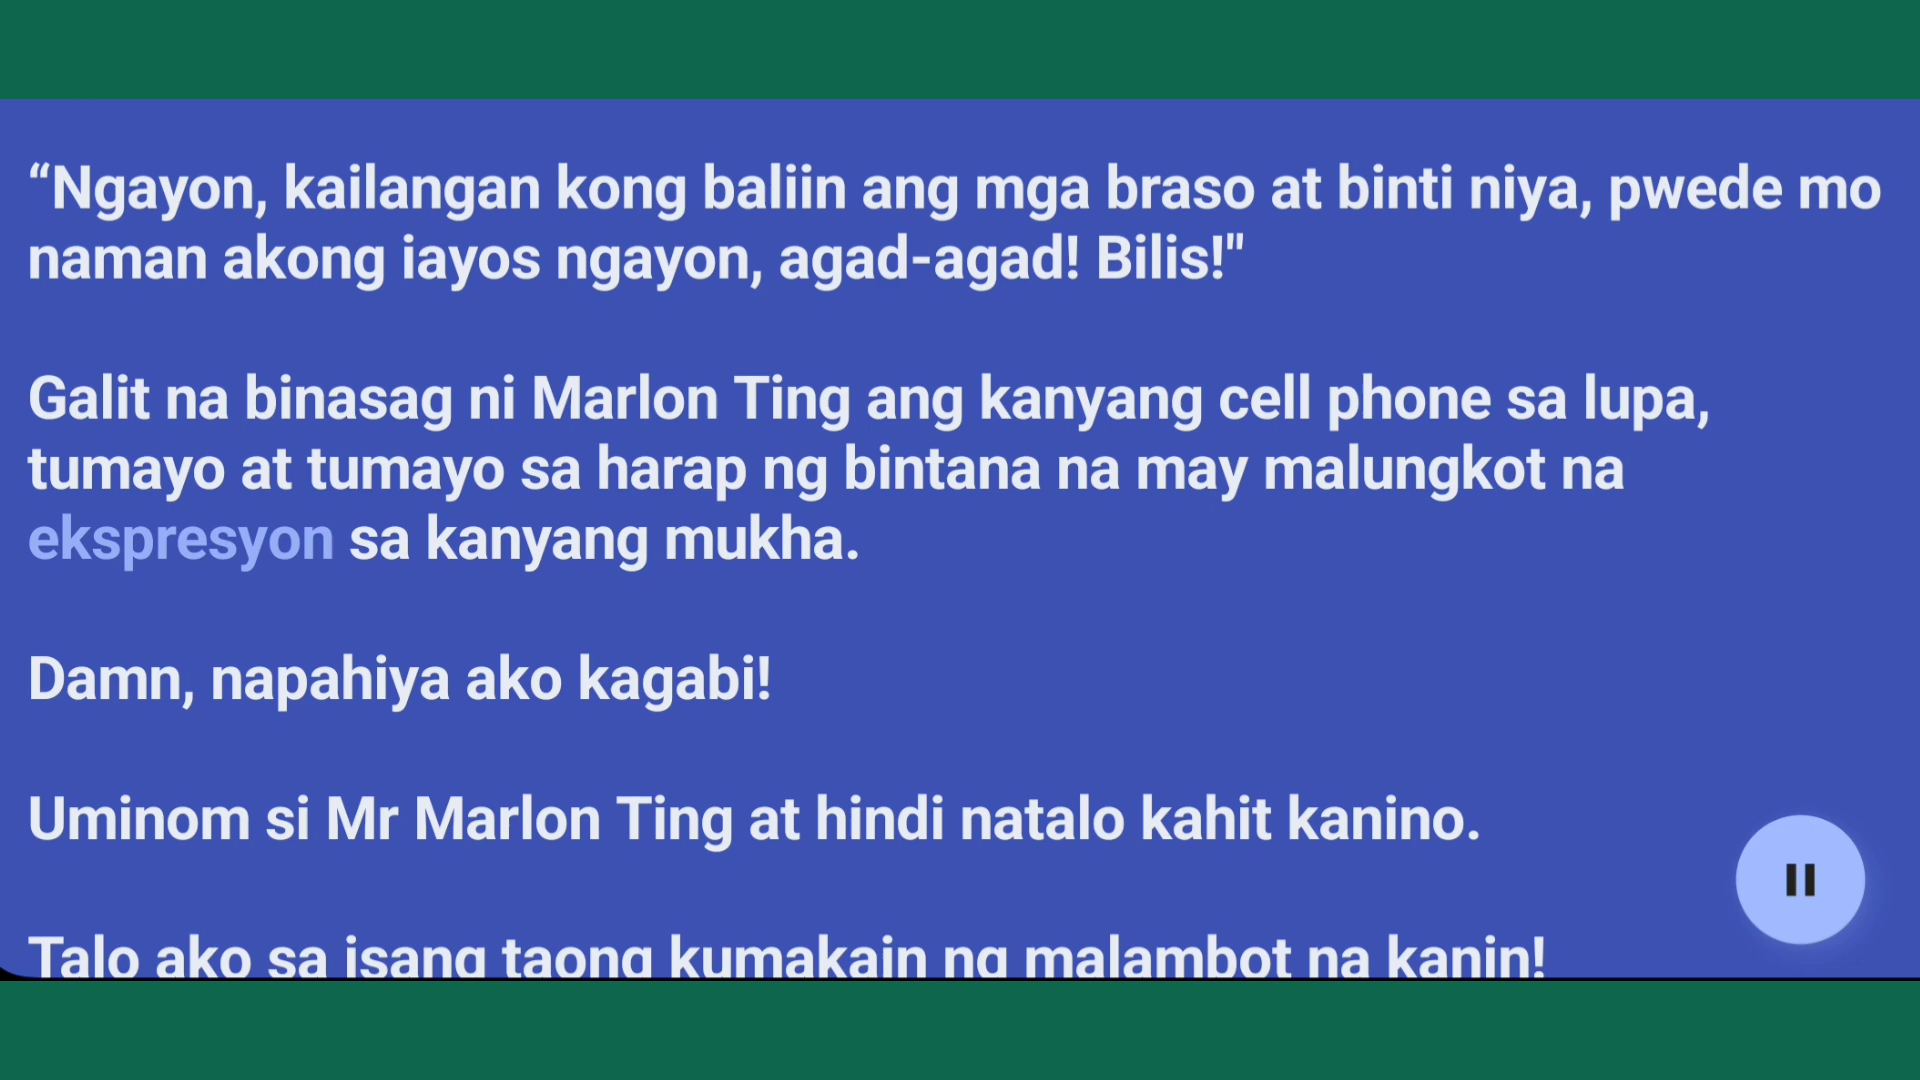 “Ngayon, kailangan kong baliin ang mga braso at binti niya, pwede mo
naman akong iayos ngayon, agad-agad! Bilis!"
Galit na binasag ni Marlon Ting ang kanyang cell phone sa lupa,
tumayo at tumayo sa harap ng bintana na may malungkot na
ekspresyon sa kanyang mukha.
Damn, napahiya ako kagabi!
Uminom si Mr Marlon Ting at hindi natalo kahit kanino.
Talo ako sa isang taong kumakain ng malambot na kanin!